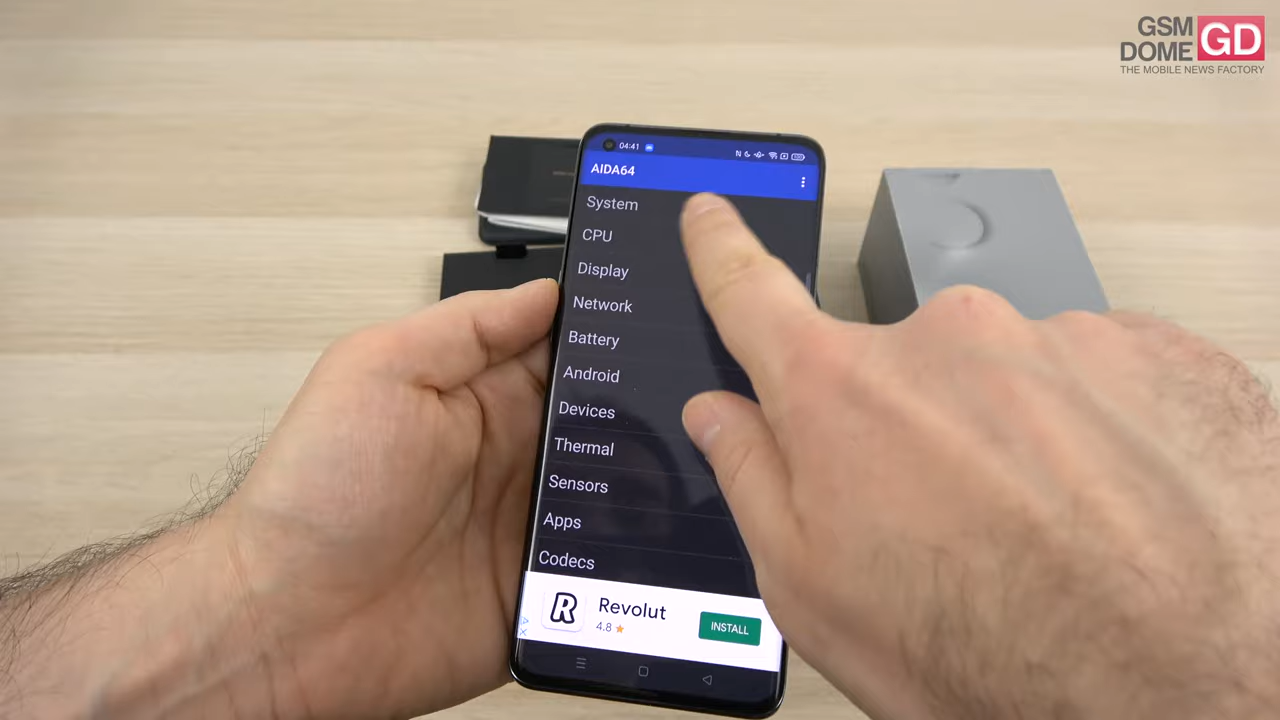 GSM
DOME GD
THE MOBILE NEWS FACTORY
04:41
AIDA64
System
CPU
Display
Network
Battery
Android
Devices
Thermal
Sensors
Apps
Codecs
R
Revolut
4.8
INSTALL